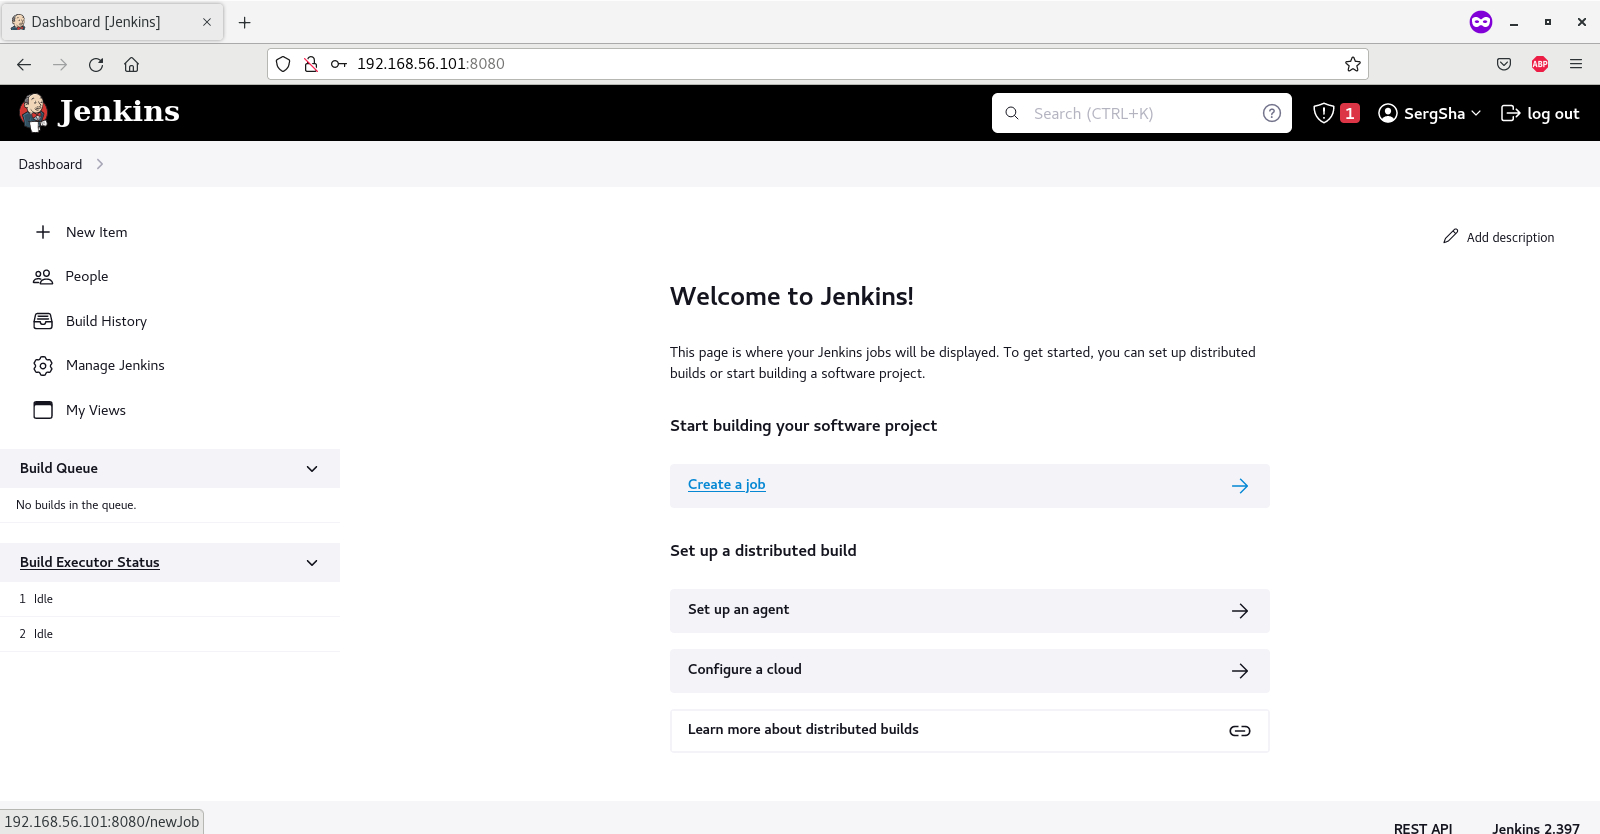 Dashboard [Jenkins]
192.168.56.101:8080
ABP
Jenkins
Search (CTRL+K)
1
SergSha
log out
Dashboard
New Item
Add description
People
Build History
Manage Jenkins
My Views
Build Queue
No builds in the queue.
Build Executor Status
1 Idle
2 Idle
Welcome to Jenkins!
This page is where your Jenkins jobs will be displayed. To get started, you can set up distributed
builds or start building a software project.
Start building your software project
Create a job
Set up a distributed build
Set up an agent
Configure a cloud
Learn more about distributed builds
192.168.56.101:8080/newJob
REST API
Jenkins 2.397